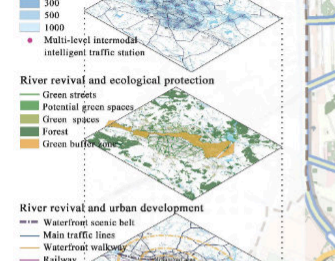 300
500
1000
Multi-level intermodal
intelligent traffic station
River revival and ecological protection
Green streets
Potential green spaces
Green spaces
Forest
Green buffer zone
River revival and urban development
Waterfront scenic belt
Main traffic lines
Waterfront walkway
Railway